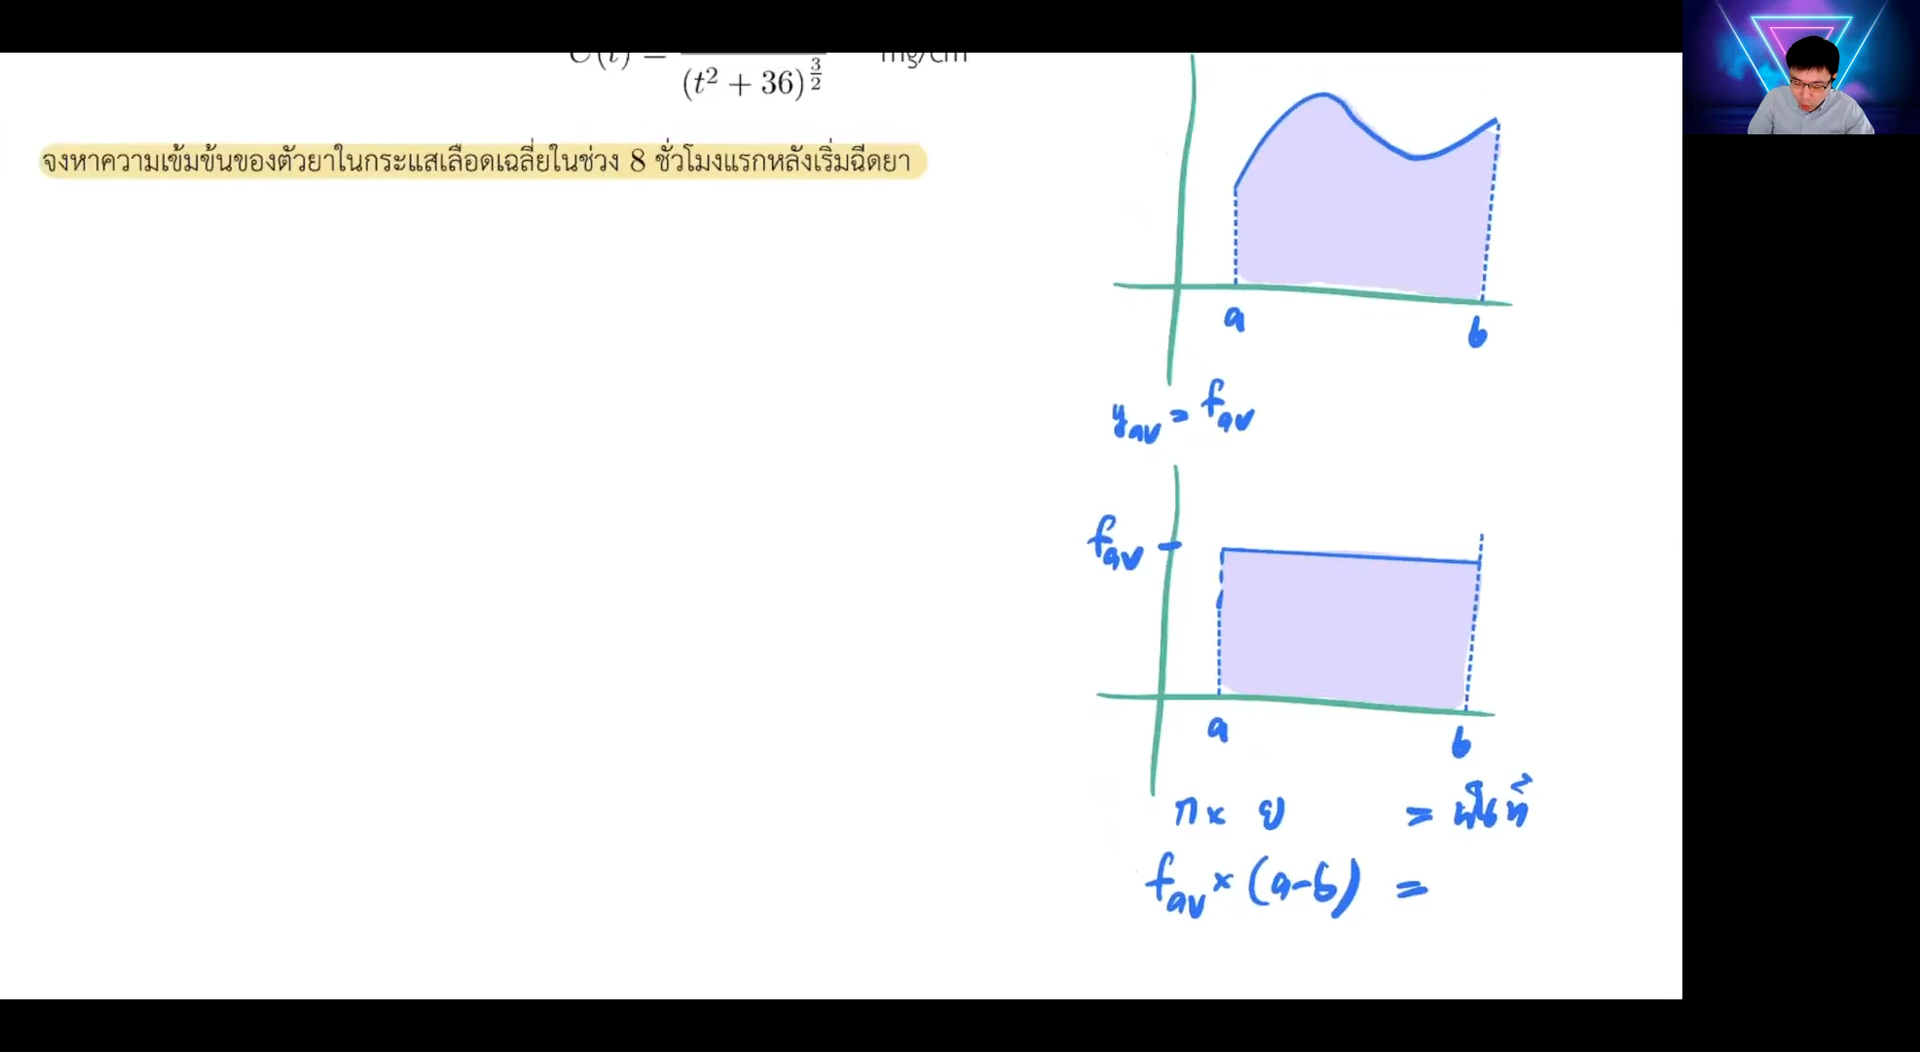 C(t) = (t² + 36)^{3/2} mg/cm
จงหาความเข้มข้นของตัวยาในกระแสเลือดเฉลี่ยในช่วง 8 ชั่วโมงแรกหลังเริ่มฉีดยา
a b
y_av = f_av
f_av
a b
ก × ย = พื้นที่
f_av × (a-b) =